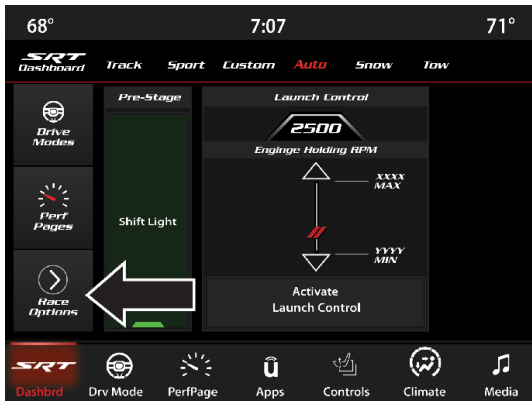 68° 7:07 71°
SRT
Dashboard Track Sport Custom Auto Snow Tow
Drive
Modes
Perf
Pages
Race
Options
Pre-Stage
Shift Light
Launch Control
2500
Enginge Holding RPM
XXXX
MAX
YYYY
MIN
Activate
Launch Control
SRT
Dashbrd Drv Mode PerfPage Apps Controls Climate Media